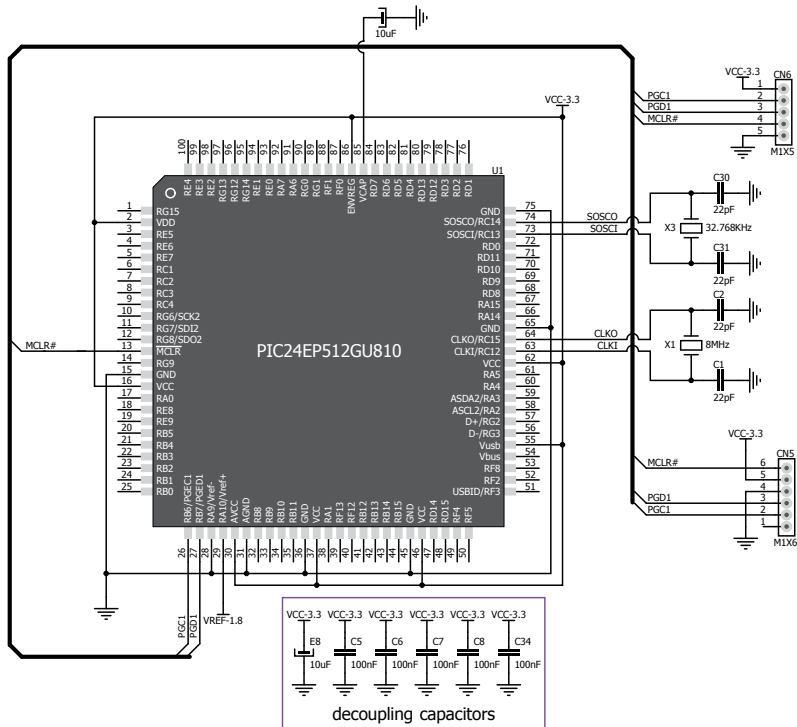 10uF
VCC-3.3
CN6
VCC-3.3
1
PGC1
2
PGD1
3
MCLR#
4
5
M1X5
100
99
98
97
96
95
94
93
92
91
90
89
88
87
86
85
84
83
82
81
80
79
78
77
76
RE4
RE3
RE2
RG13
RG12
RG14
RE1
RE0
RA7
RA6
RG0
RG1
RF1
RF0
ENVREG
VCAP
RD7
RD6
RD5
RD4
RD13
RD12
RD3
RD2
RD1
U1
1 RG15
2 VDD
3 RE5
4 RE6
5 RE7
6 RC1
7 RC2
8 RC3
9 RC4
10 RG6/SCK2
11 RG7/SDI2
12 RG8/SDO2
MCLR# 13 MCLR
14 RG9
15 GND
16 VCC
17 RA0
18 RE8
19 RE9
20 RB5
21 RB4
22 RB3
23 RB2
24 RB1
25 RB0
PIC24EP512GU810
GND 75
SOSCO/RC14 74 SOSCO
SOSCI/RC13 73 SOSCI
RD0 72
RD11 71
RD10 70
RD9 69
RD8 68
RA15 67
RA14 66
GND 65
CLKO/RC15 64 CLKO
CLKI/RC12 63 CLKI
VCC 62
RA5 61
RA4 60
ASDA2/RA3 59
ASCL2/RA2 58
D+/RG2 57
D-/RG3 56
Vusb 55
Vbus 54
RF8 53
RF2 52
USBID/RF3 51
C30
22pF
X3 32.768KHz
C31
22pF
C2
22pF
X1 8MHz
C1
22pF
VCC-3.3
CN5
MCLR#
6
5
4
PGD1
3
PGC1
2
1
M1X6
RB6/PGEC1
RB7/PGED1
RA9/Vref-
RA10/Vref+
AVCC
AGND
RB8
RB9
RB10
RB11
GND
VCC
RA1
RF13
RF12
RB12
RB13
RB14
RB15
GND
VCC
RD14
RD15
RF4
RF5
26
27
28
29
30
31
32
33
34
35
36
37
38
39
40
41
42
43
44
45
46
47
48
49
50
PGC1
PGD1
VREF-1.8
VCC-3.3 VCC-3.3 VCC-3.3 VCC-3.3 VCC-3.3 VCC-3.3
E8 C5 C6 C7 C8 C34
10uF 100nF 100nF 100nF 100nF 100nF
decoupling capacitors